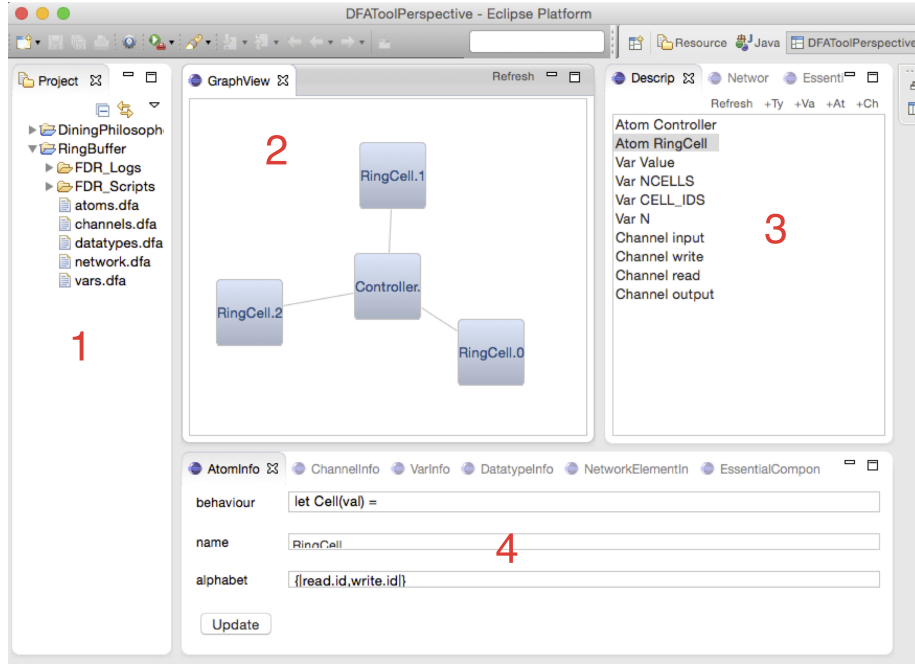 DFAToolPerspective - Eclipse Platform
Resource Java DFAToolPerspective
Project
DiningPhilosoph
RingBuffer
FDR_Logs
FDR_Scripts
atoms.dfa
channels.dfa
datatypes.dfa
network.dfa
vars.dfa
1
GraphView Refresh
2
RingCell.1
Controller.
RingCell.2
RingCell.0
Descrip Networ Essenti
Refresh +Ty +Va +At +Ch
Atom Controller
Atom RingCell
Var Value
Var NCELLS
Var CELL_IDS
Var N
Channel input
Channel write
Channel read
Channel output
3
AtomInfo ChannelInfo VarInfo DatatypeInfo NetworkElementIn EssentialCompon
behaviour let Cell(val) =
name RingCell
alphabet {|read.id,write.id|}
4
Update